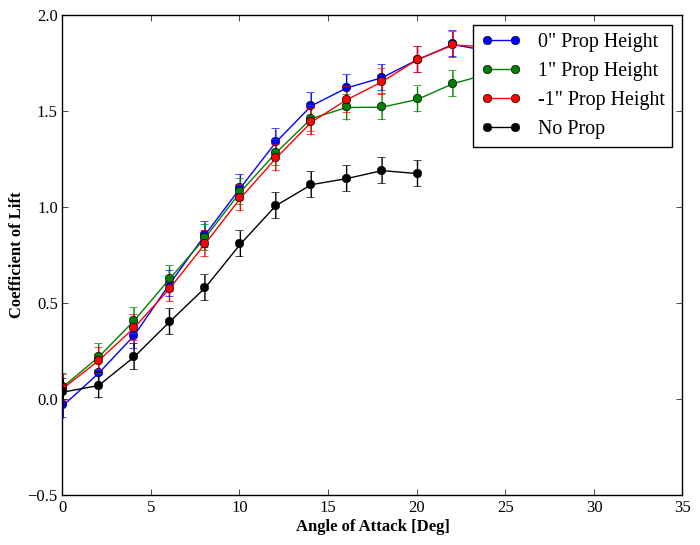 2.0
1.5
1.0
0.5
0.0
−0.5
0
5
10
15
20
25
30
35
Coefficient of Lift
Angle of Attack [Deg]
0" Prop Height
1" Prop Height
-1" Prop Height
No Prop